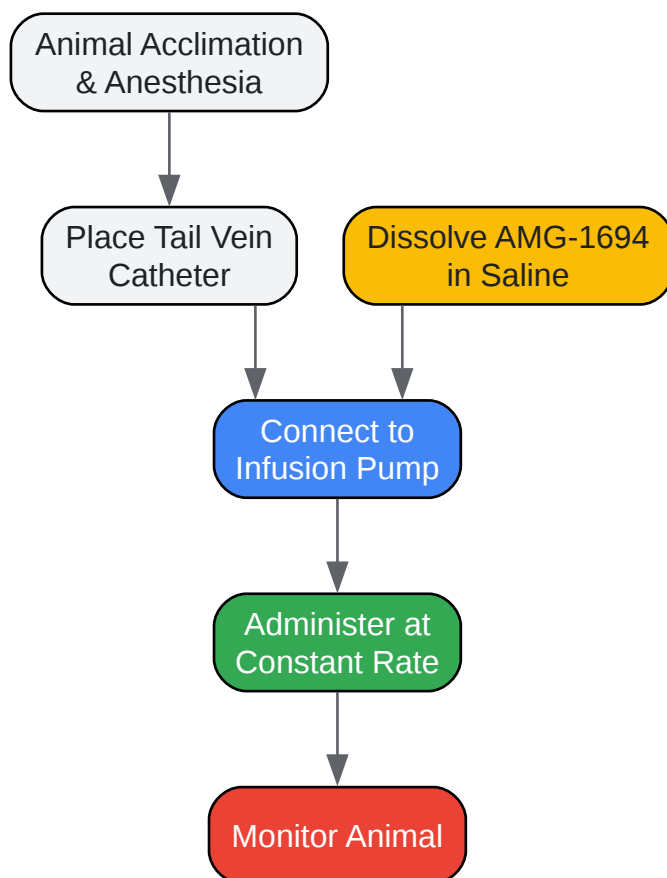 Animal Acclimation
& Anesthesia
Place Tail Vein
Catheter
Dissolve AMG-1694
in Saline
Connect to
Infusion Pump
Administer at
Constant Rate
Monitor Animal